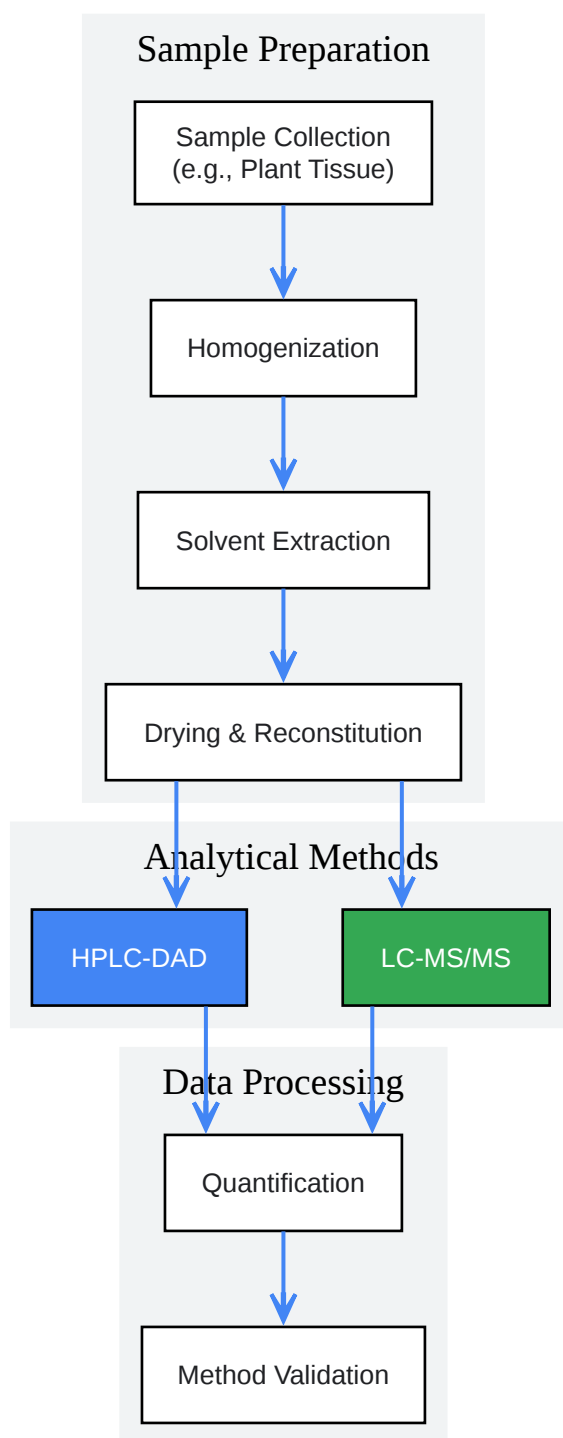 Sample Preparation
Sample Collection
(e.g., Plant Tissue)
Homogenization
Solvent Extraction
Drying & Reconstitution
Analytical Methods
HPLC-DAD
LC-MS/MS
Data Processing
Quantification
Method Validation